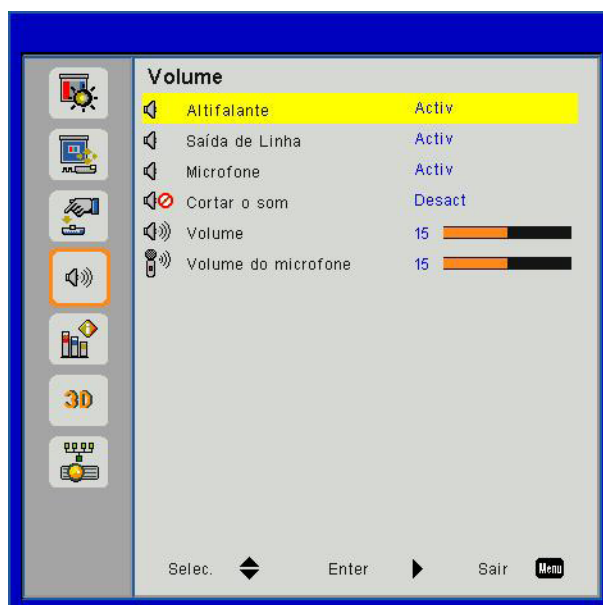 Volume
Altifalante Activ
Saída de Linha Activ
Microfone Activ
Cortar o som Desact
Volume 15
Volume do microfone 15
3D
Selec. Enter Sair Menu